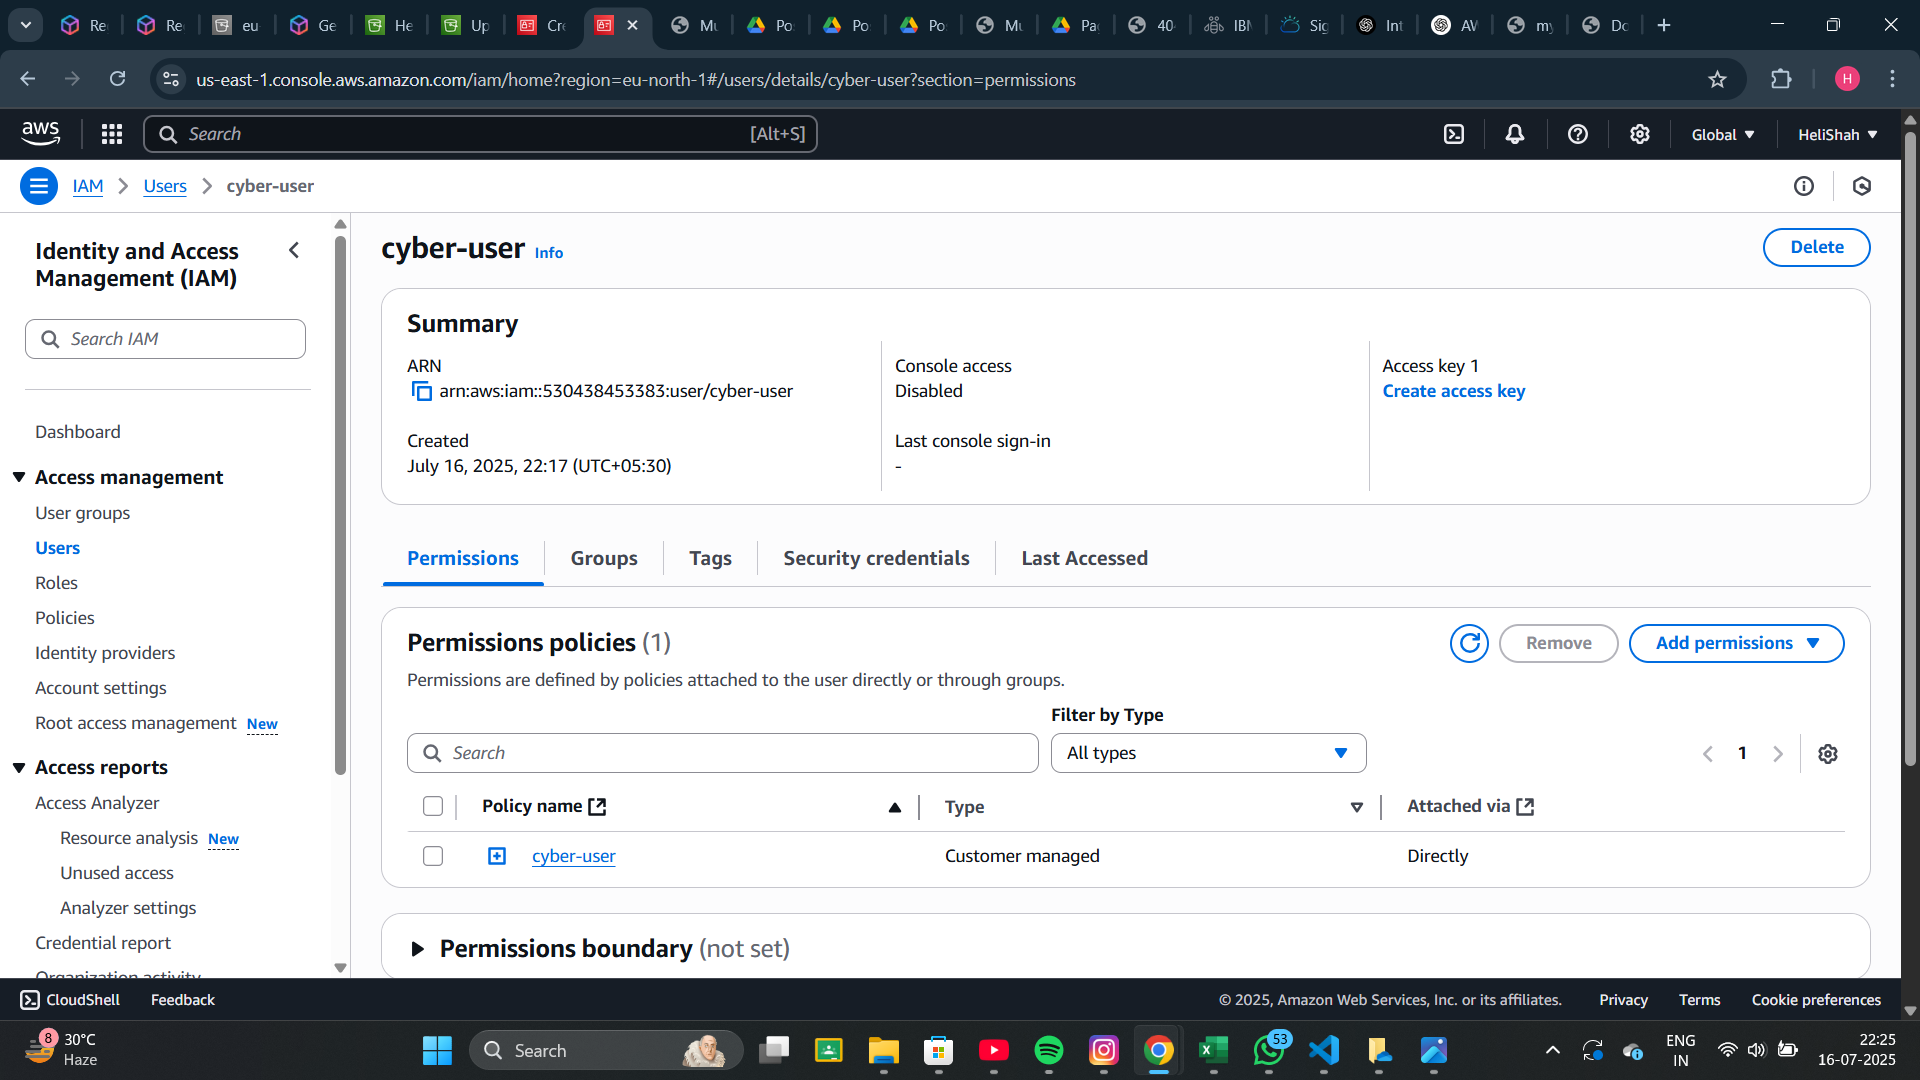 Re
Re
eu
Ge
He
Up
Cre
Mu
Po
Po
Po
Mu
Pac
40
IBM
Sig
Int
AW
my
Do
us-east-1.console.aws.amazon.com/iam/home?region=eu-north-1#/users/details/cyber-user?section=permissions
H
aws
Search
[Alt+S]
Global
HeliShah
IAM
Users
cyber-user
Identity and Access
Management (IAM)
Search IAM
Dashboard
Access management
User groups
Users
Roles
Policies
Identity providers
Account settings
Root access management New
Access reports
Access Analyzer
Resource analysis New
Unused access
Analyzer settings
Credential report
Organization activity
cyber-user Info
Delete
Summary
ARN
arn:aws:iam::530438453383:user/cyber-user
Created
July 16, 2025, 22:17 (UTC+05:30)
Console access
Disabled
Last console sign-in
-
Access key 1
Create access key
Permissions
Groups
Tags
Security credentials
Last Accessed
Permissions policies (1)
Remove
Add permissions
Permissions are defined by policies attached to the user directly or through groups.
Filter by Type
Search
All types
1
Policy name
Type
Attached via
cyber-user
Customer managed
Directly
Permissions boundary (not set)
CloudShell
Feedback
© 2025, Amazon Web Services, Inc. or its affiliates.
Privacy
Terms
Cookie preferences
8
30°C
Haze
Search
53
ENG
IN
22:25
16-07-2025